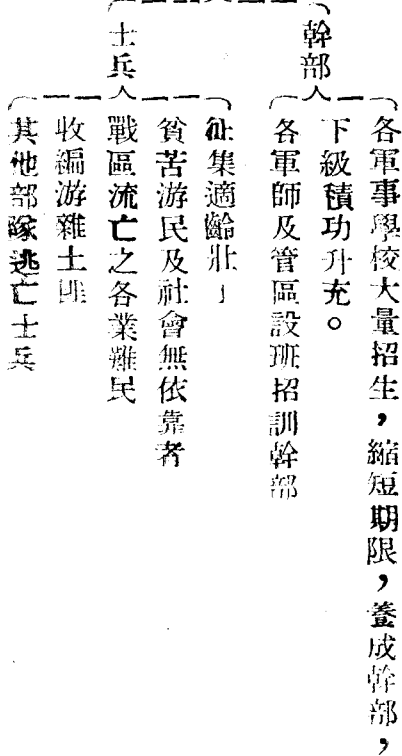 幹部
各軍事學校大量招生，縮短期限，養成幹部，
下級積功升充。
各軍師及管區設班招訓幹部
士兵
征集適齡壯丁
貧苦游民及社會無依靠者
戰區流亡之各業難民
收編游雜土匪
其他部隊逃亡士兵